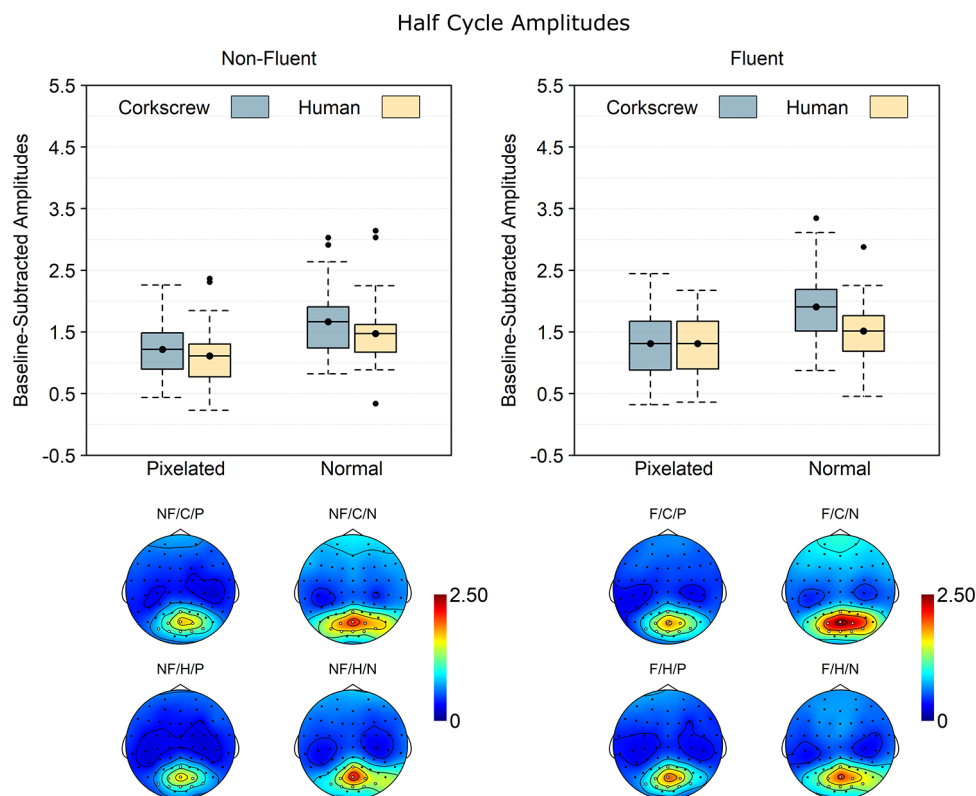 Half Cycle Amplitudes
Non-Fluent
Fluent
Baseline-Subtracted Amplitudes
5.5
4.5
3.5
2.5
1.5
0.5
-0.5
Corkscrew Human
Pixelated Normal
Baseline-Subtracted Amplitudes
5.5
4.5
3.5
2.5
1.5
0.5
-0.5
Corkscrew Human
Pixelated Normal
NF/C/P NF/C/N
NF/H/P NF/H/N
2.50
0
F/C/P F/C/N
F/H/P F/H/N
2.50
0